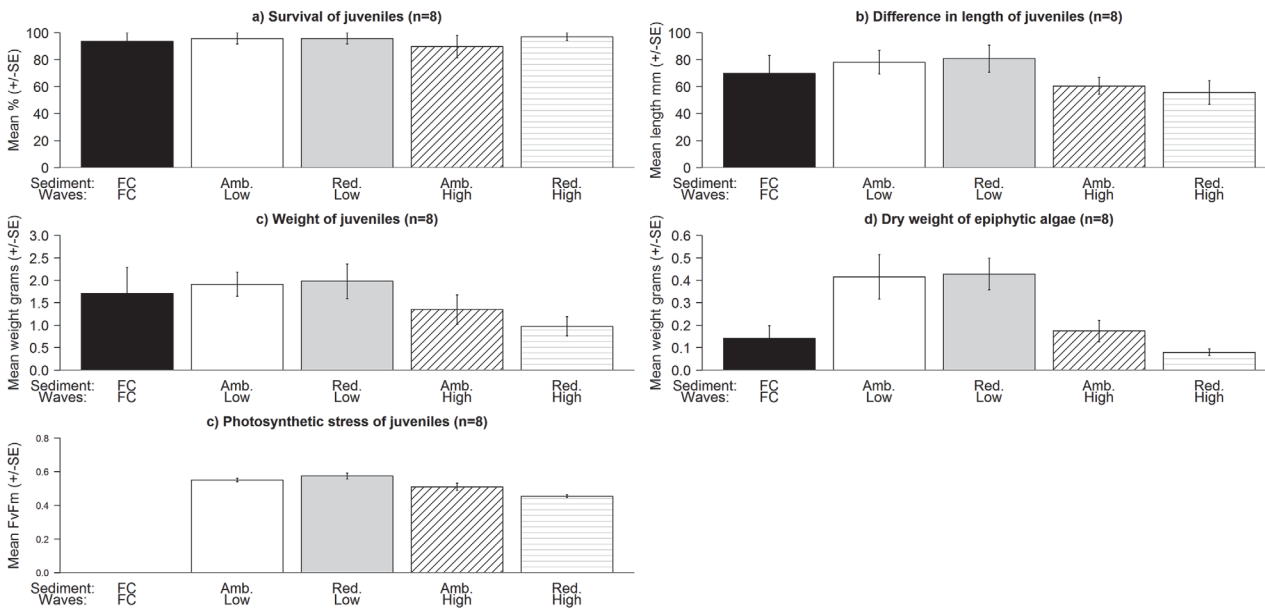 a) Survival of juveniles (n=8)
Mean % (+/-SE)
100
80
60
40
20
0
Sediment: FC Amb. Red. Amb. Red.
Waves: FC Low Low High High
b) Difference in length of juveniles (n=8)
Mean length mm (+/-SE)
100
80
60
40
20
0
Sediment: FC Amb. Red. Amb. Red.
Waves: FC Low Low High High
c) Weight of juveniles (n=8)
Mean weight grams (+/-SE)
3.0
2.5
2.0
1.5
1.0
0.5
0.0
Sediment: FC Amb. Red. Amb. Red.
Waves: FC Low Low High High
d) Dry weight of epiphytic algae (n=8)
Mean weight grams (+/-SE)
0.6
0.5
0.4
0.3
0.2
0.1
0.0
Sediment: FC Amb. Red. Amb. Red.
Waves: FC Low Low High High
c) Photosynthetic stress of juveniles (n=8)
Mean FvFm (+/-SE)
0.8
0.6
0.4
0.2
0.0
Sediment: FC Amb. Red. Amb. Red.
Waves: FC Low Low High High